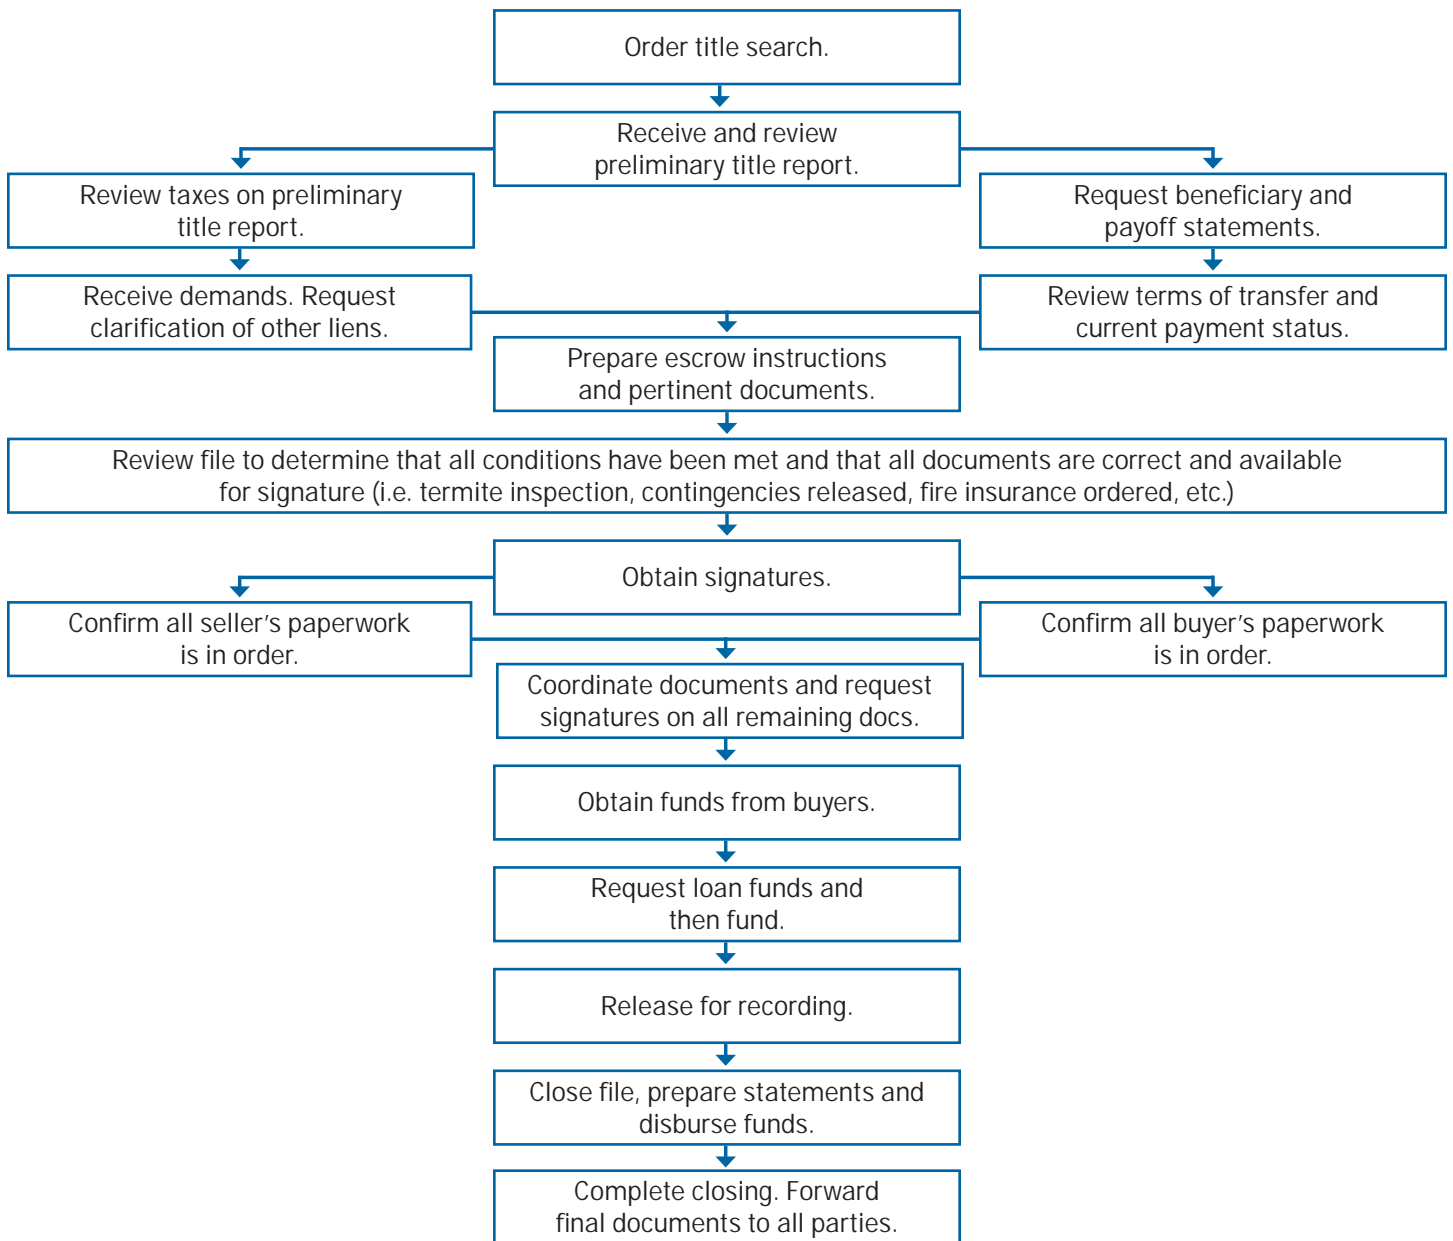 Order title search.
Receive and review
preliminary title report.
Review taxes on preliminary
title report.
Request beneficiary and
payoff statements.
Receive demands. Request
clarification of other liens.
Review terms of transfer and
current payment status.
Prepare escrow instructions
and pertinent documents.
Review file to determine that all conditions have been met and that all documents are correct and available
for signature (i.e. termite inspection, contingencies released, fire insurance ordered, etc.)
Obtain signatures.
Confirm all seller's paperwork
is in order.
Confirm all buyer's paperwork
is in order.
Coordinate documents and request
signatures on all remaining docs.
Obtain funds from buyers.
Request loan funds and
then fund.
Release for recording.
Close file, prepare statements and
disburse funds.
Complete closing. Forward
final documents to all parties.